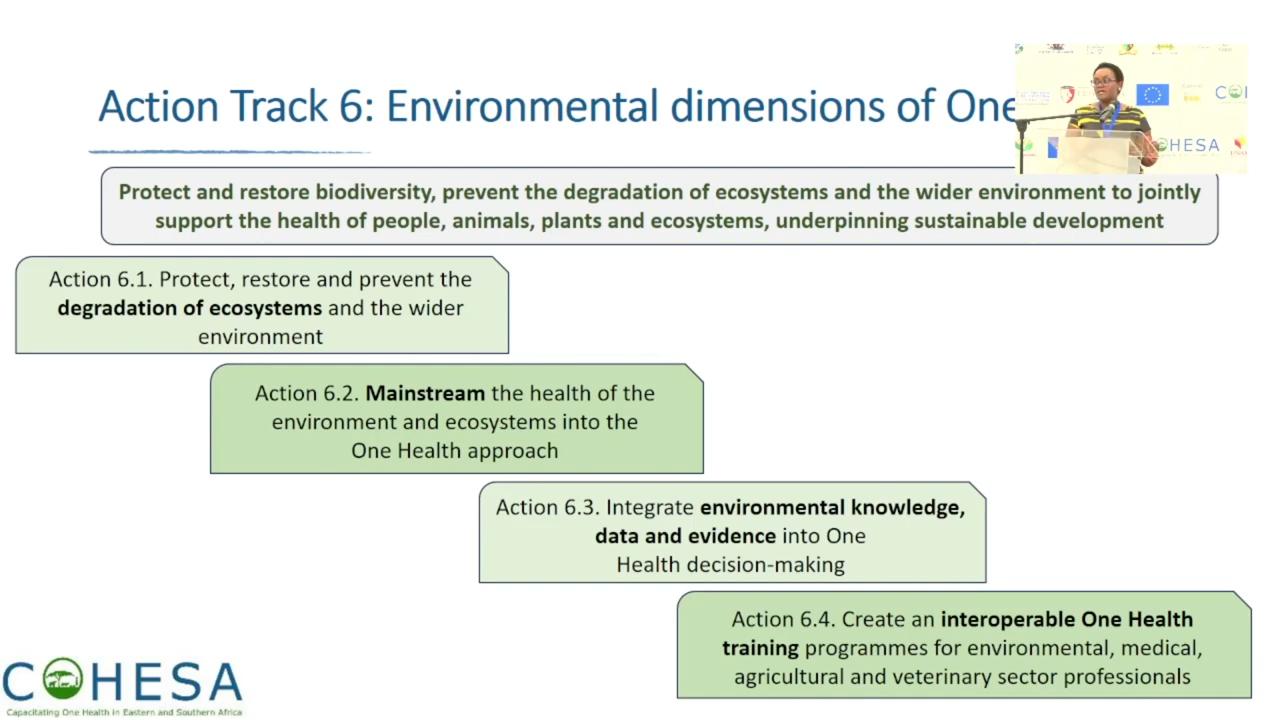 Action Track 6: Environmental dimensions of One
Protect and restore biodiversity, prevent the degradation of ecosystems and the wider environment to jointly
support the health of people, animals, plants and ecosystems, underpinning sustainable development
Action 6.1. Protect, restore and prevent the
degradation of ecosystems and the wider
environment
Action 6.2. Mainstream the health of the
environment and ecosystems into the
One Health approach
Action 6.3. Integrate environmental knowledge,
data and evidence into One
Health decision-making
Action 6.4. Create an interoperable One Health
training programmes for environmental, medical,
agricultural and veterinary sector professionals
COHESA
Capacitating One Health in Eastern and Southern Africa
HESA